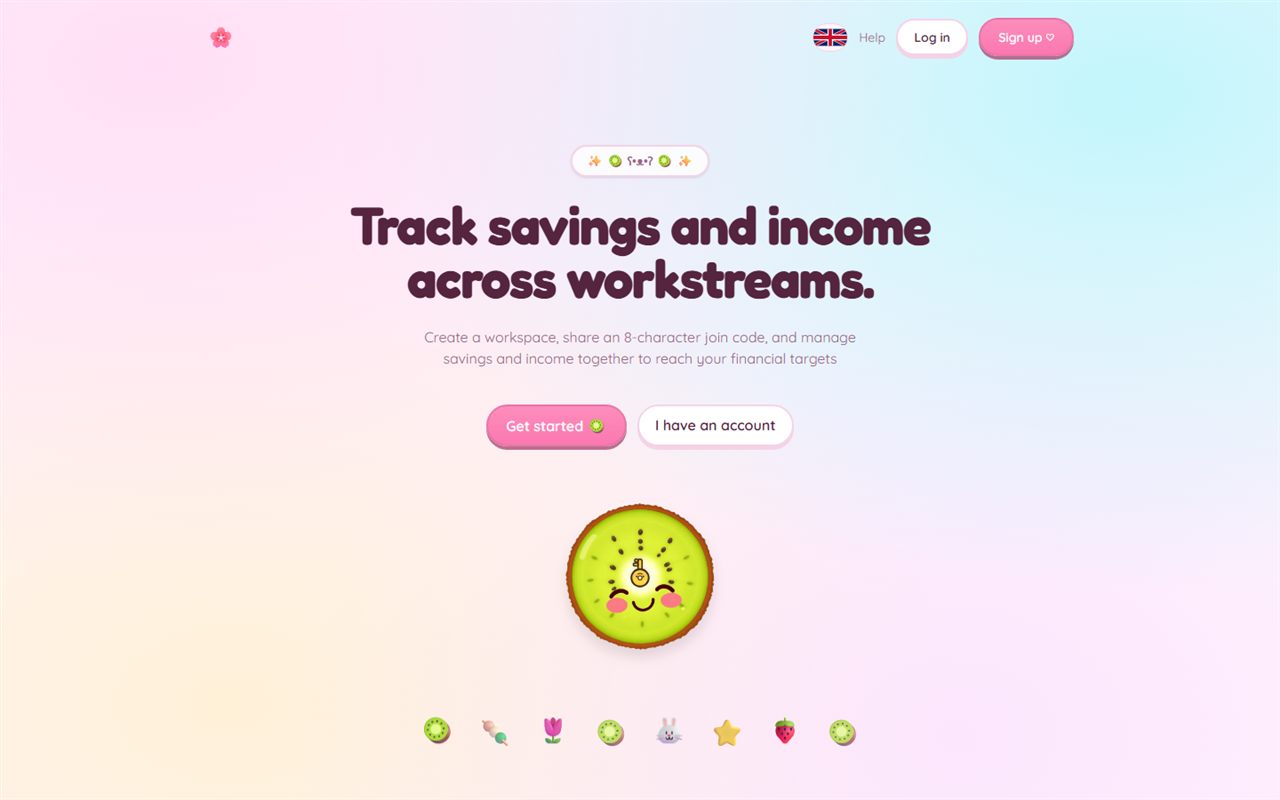 Help
Log in
Sign up ♡
✨ 🥝 ʕ•ᴥ•ʔ 🥝 ✨
Track savings and income
across workstreams.
Create a workspace, share an 8-character join code, and manage
savings and income together to reach your financial targets
Get started 🥝
I have an account